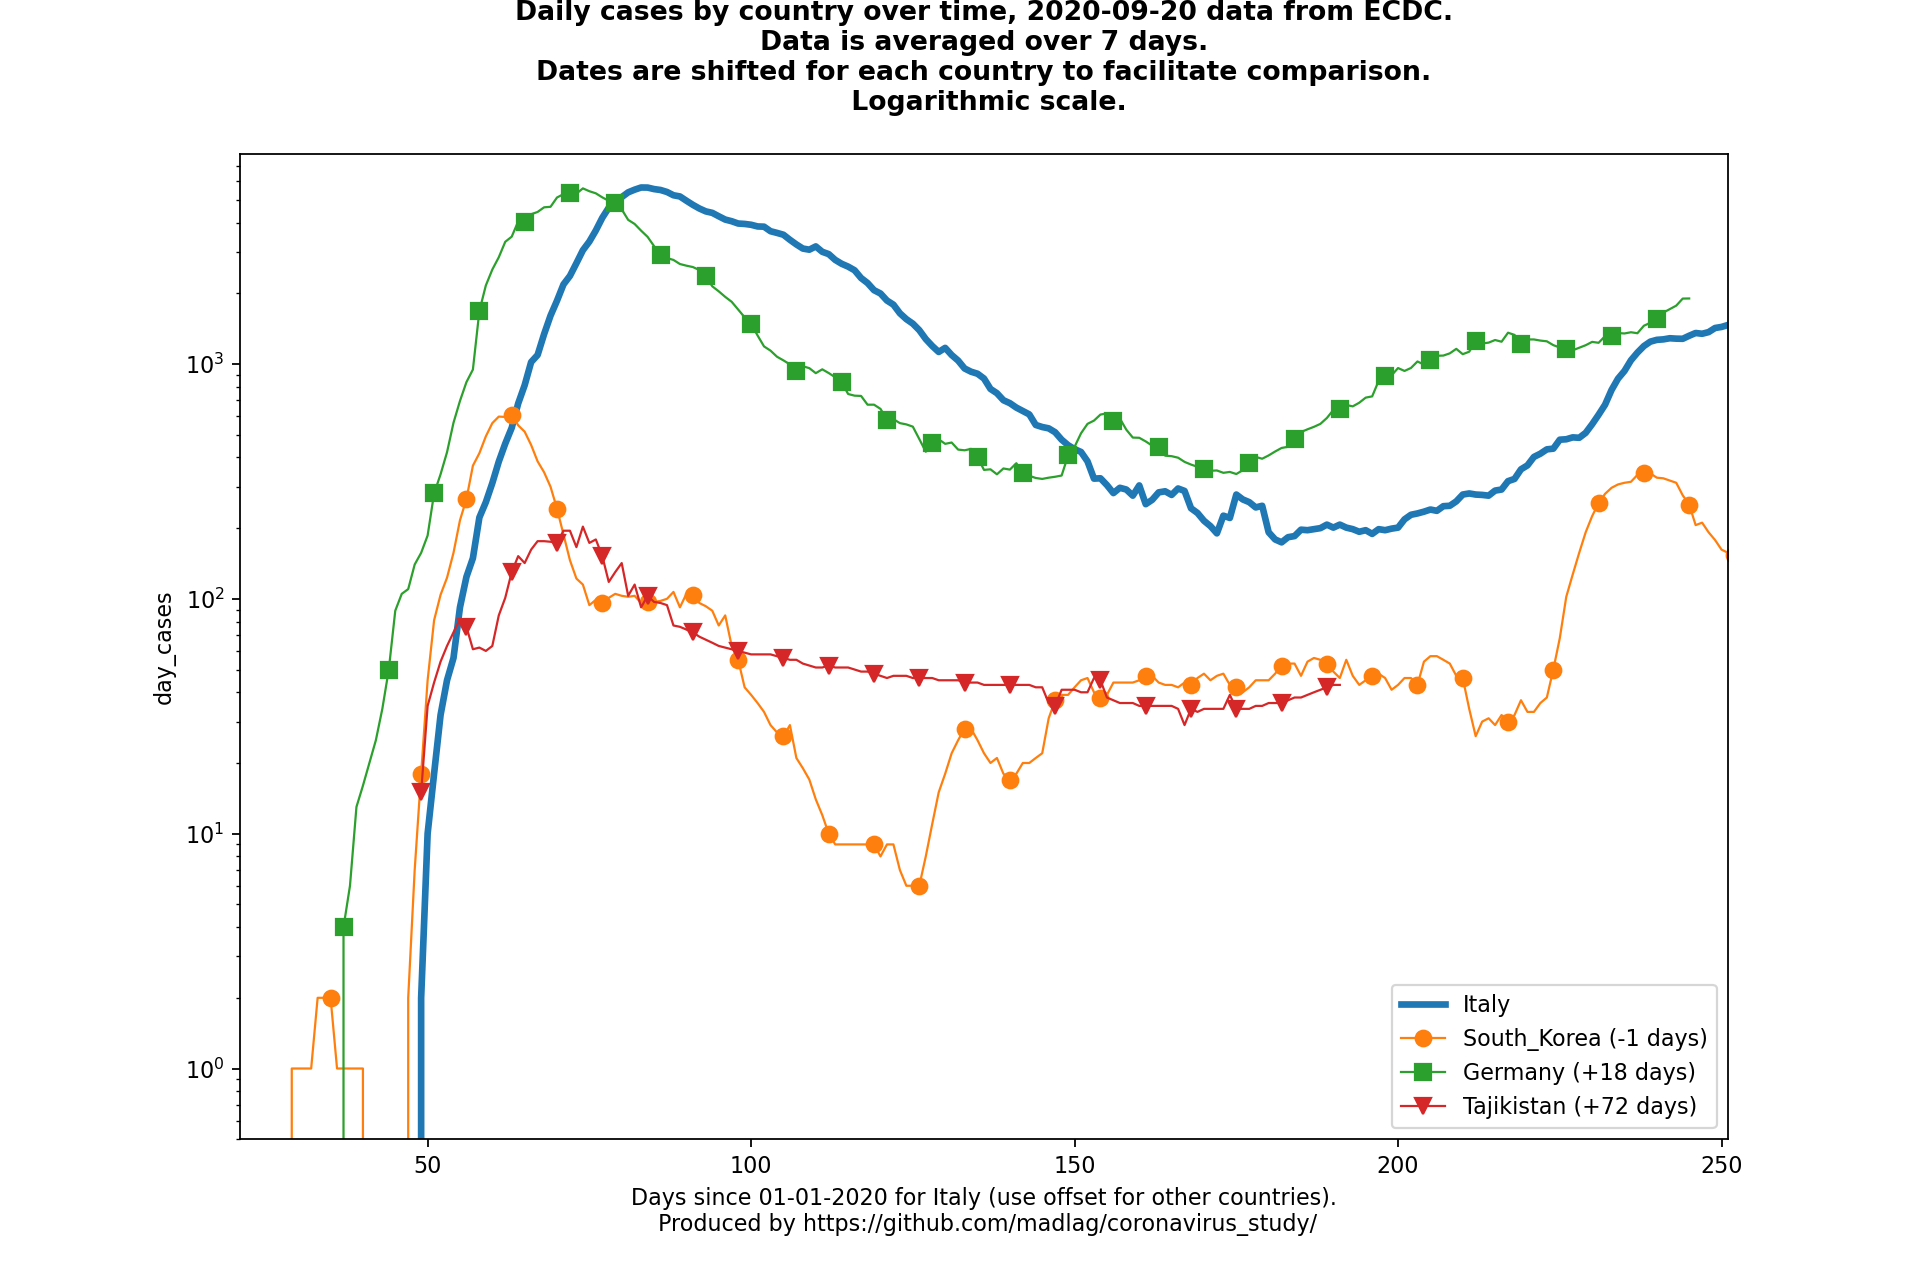 Daily cases by country over time, 2020-09-20 data from ECDC.
Data is averaged over 7 days.
Dates are shifted for each country to facilitate comparison.
Logarithmic scale.
10³
10²
10¹
10⁰
day_cases
50 100 150 200 250
Italy
South_Korea (-1 days)
Germany (+18 days)
Tajikistan (+72 days)
Days since 01-01-2020 for Italy (use offset for other countries).
Produced by https://github.com/madlag/coronavirus_study/